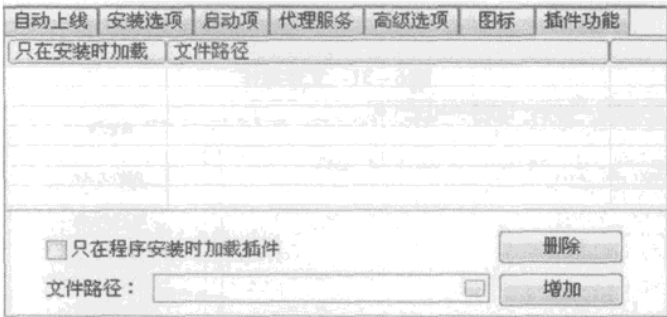 自动上线 安装选项 启动项 代理服务 高级选项 图标 插件功能
只在安装时加载 文件路径
只在程序安装时加载插件 删除
文件路径： 增加